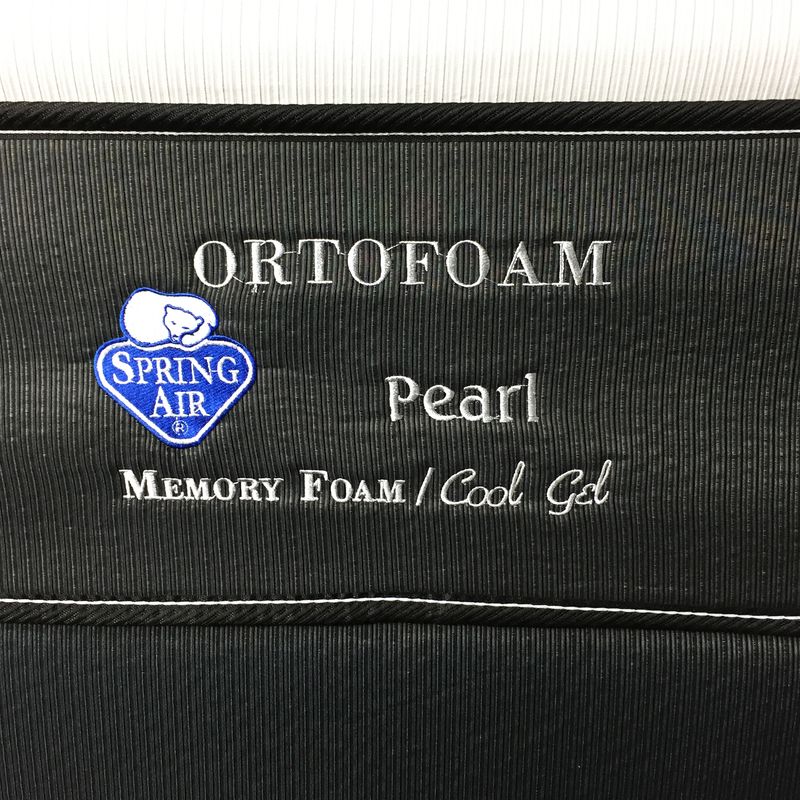 ORTOFOAM
SPRING
AIR
®
Pearl
MEMORY FOAM / Cool Gel